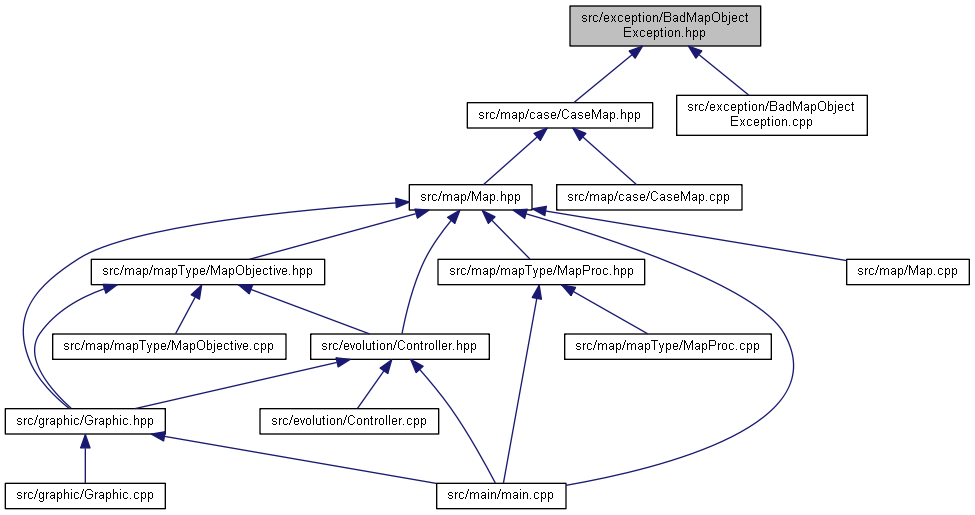 src/exception/BadMapObject
Exception.hpp
src/map/case/CaseMap.hpp
src/exception/BadMapObject
Exception.cpp
src/map/Map.hpp
src/map/case/CaseMap.cpp
src/map/mapType/MapObjective.hpp
src/map/mapType/MapProc.hpp
src/map/Map.cpp
src/map/mapType/MapObjective.cpp
src/evolution/Controller.hpp
src/map/mapType/MapProc.cpp
src/graphic/Graphic.hpp
src/evolution/Controller.cpp
src/graphic/Graphic.cpp
src/main/main.cpp